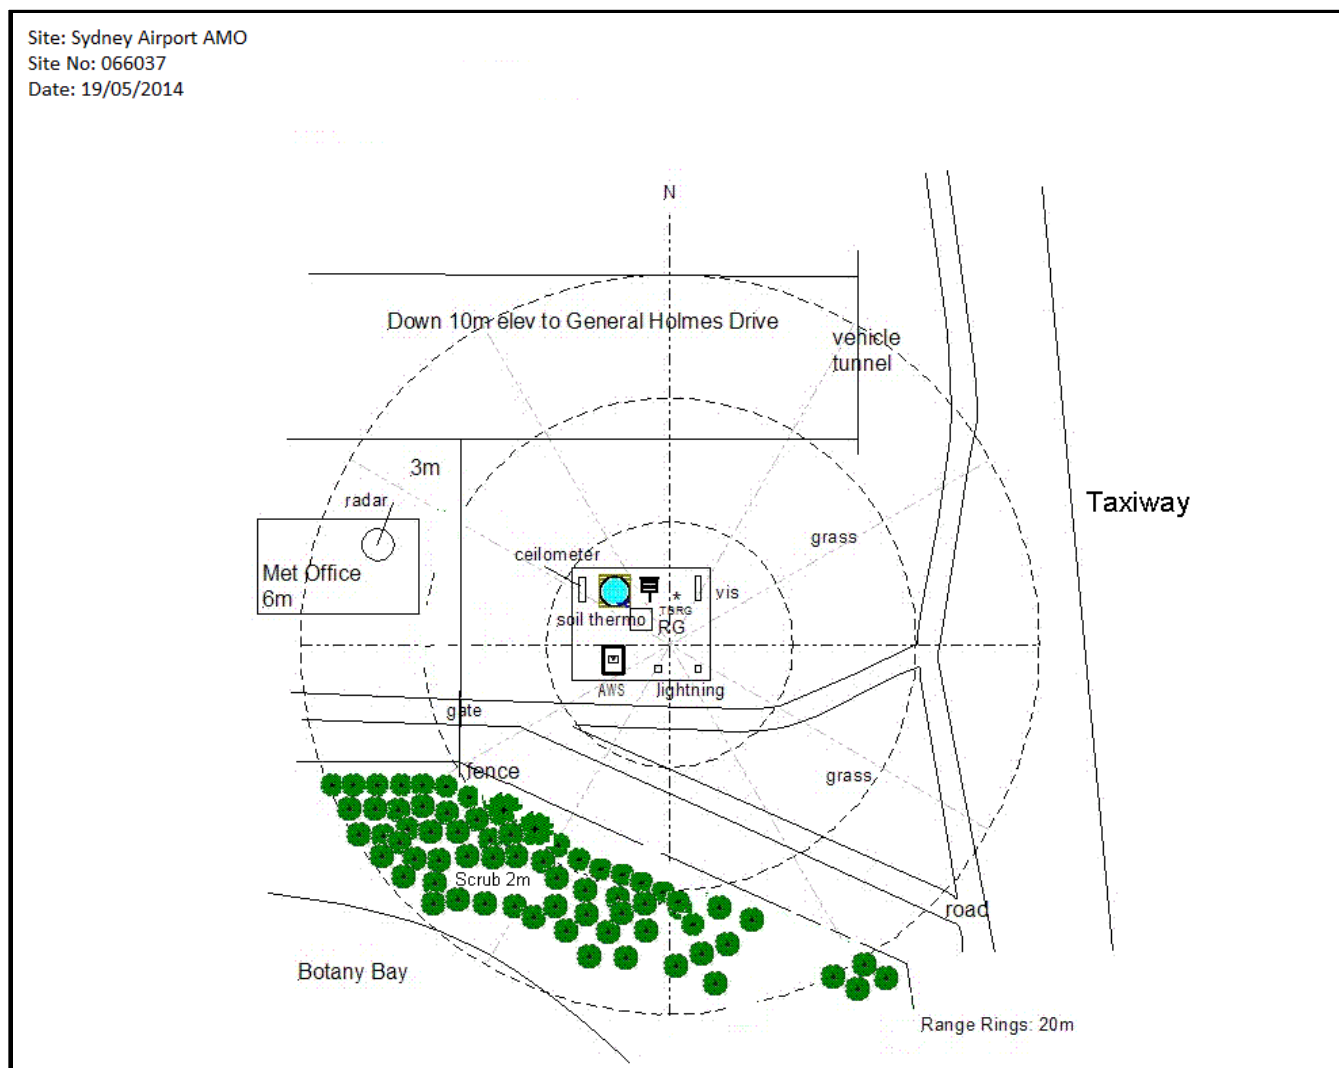 Site: Sydney Airport AMO
Site No: 066037
Date: 19/05/2014
N
Down 10m elev to General Holmes Drive
vehicle
tunnel
3m
radar
Taxiway
grass
ceilometer
Met Office
6m
vis
*
TBRG
soil thermo
RG
AWS
lightning
gate
fence
grass
Scrub 2m
road
Botany Bay
Range Rings: 20m